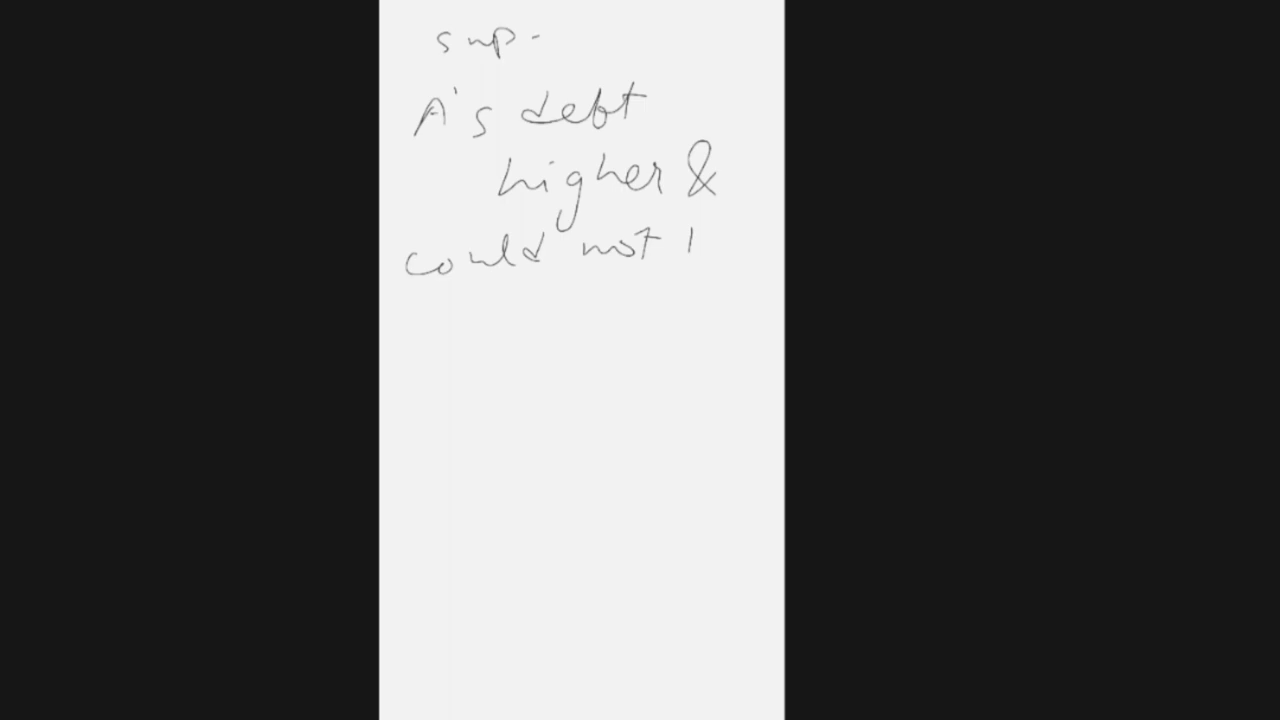 sup-
A's debt
higher &
could not